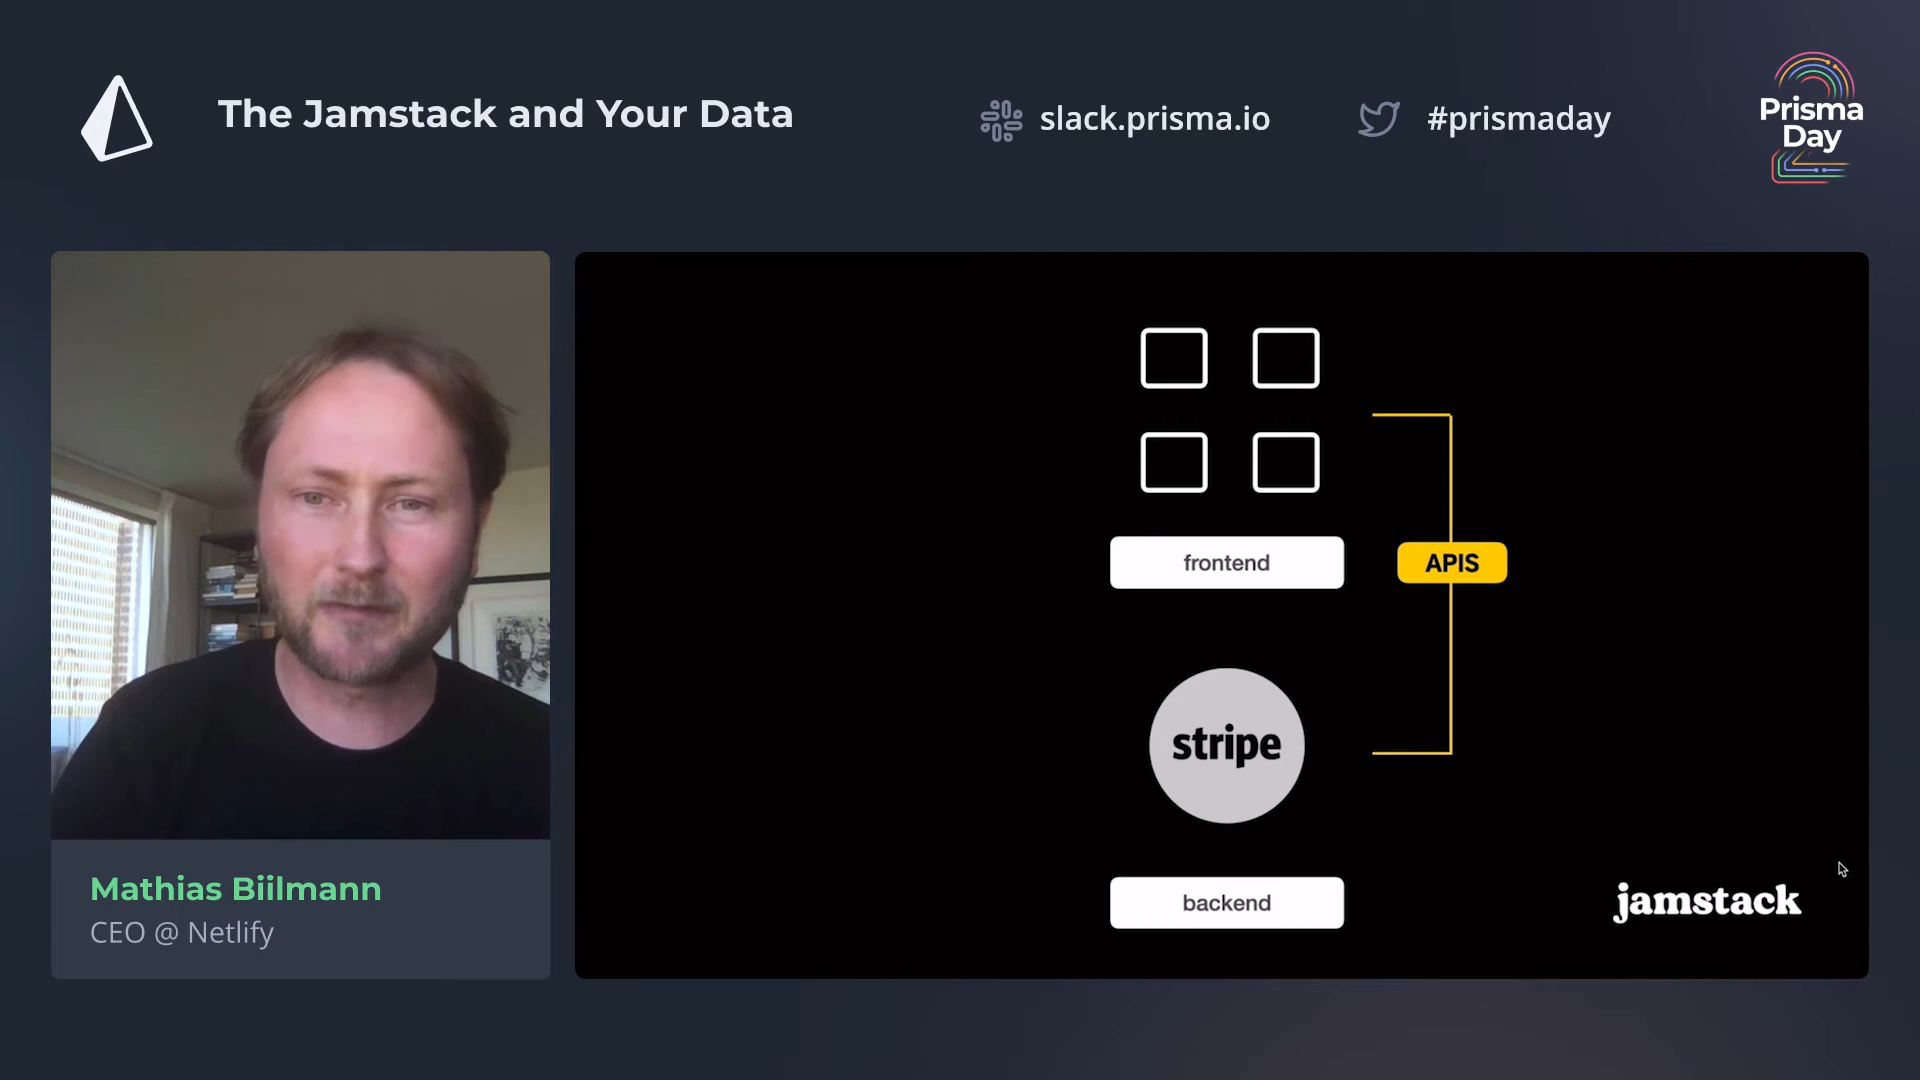 The Jamstack and Your Data
slack.prisma.io
#prismaday
Prisma
Day
frontend
APIS
stripe
backend
jamstack
Mathias Biilmann
CEO @ Netlify